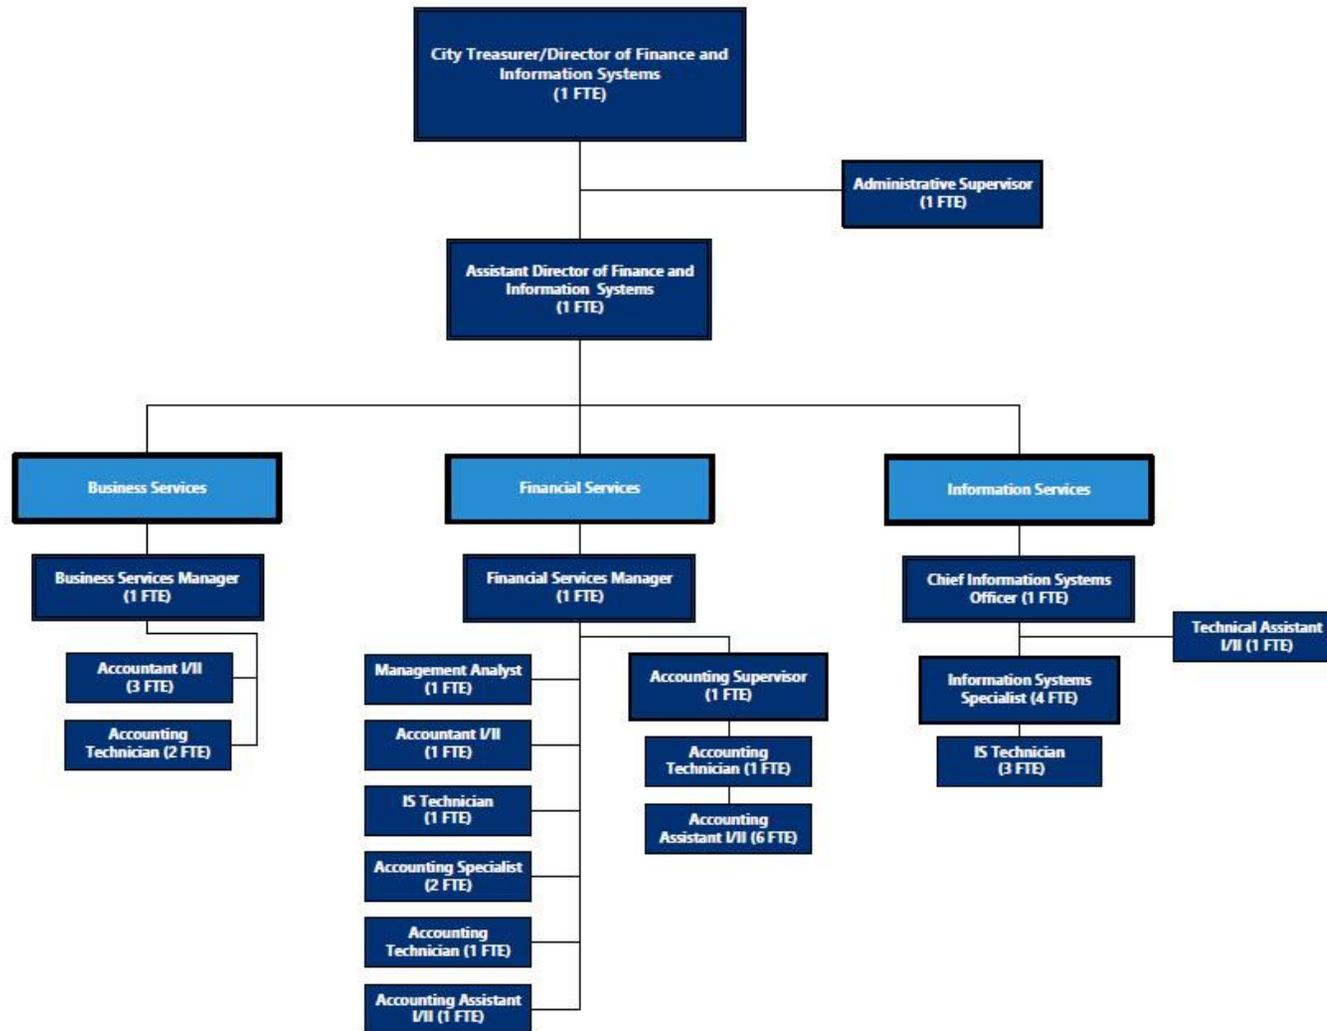 City Treasurer/Director of Finance and
Information Systems
(1 FTE)
Administrative Supervisor
(1 FTE)
Assistant Director of Finance and
Information Systems
(1 FTE)
Business Services
Financial Services
Information Services
Business Services Manager
(1 FTE)
Accountant I/II
(3 FTE)
Accounting
Technician (2 FTE)
Financial Services Manager
(1 FTE)
Management Analyst
(1 FTE)
Accountant I/II
(1 FTE)
IS Technician
(1 FTE)
Accounting Specialist
(2 FTE)
Accounting
Technician (1 FTE)
Accounting Assistant
I/II (1 FTE)
Accounting Supervisor
(1 FTE)
Accounting
Technician (1 FTE)
Accounting
Assistant I/II (6 FTE)
Chief Information Systems
Officer (1 FTE)
Technical Assistant
I/II (1 FTE)
Information Systems
Specialist (4 FTE)
IS Technician
(3 FTE)